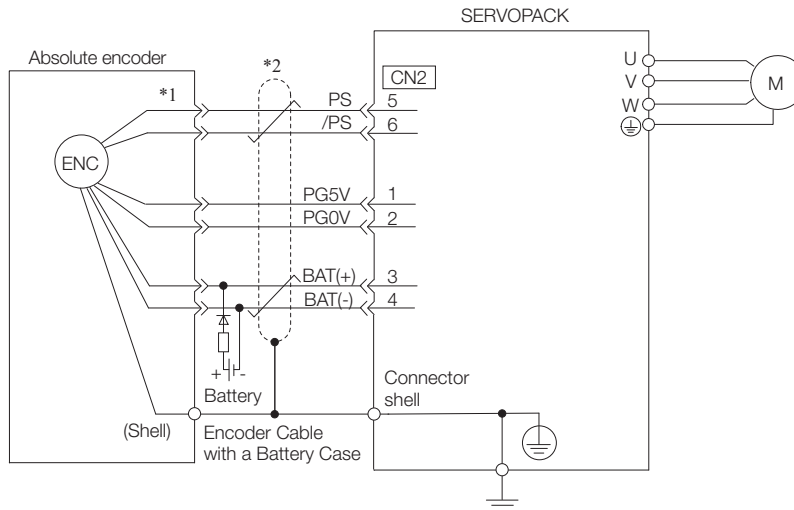 SERVOPACK
Absolute encoder
*2
*1
CN2
U
V
W
M
PS
5
/PS
6
ENC
PG5V
1
PG0V
2
BAT(+)
3
BAT(-)
4
+
-
Battery
Connector
shell
(Shell)
Encoder Cable
with a Battery Case